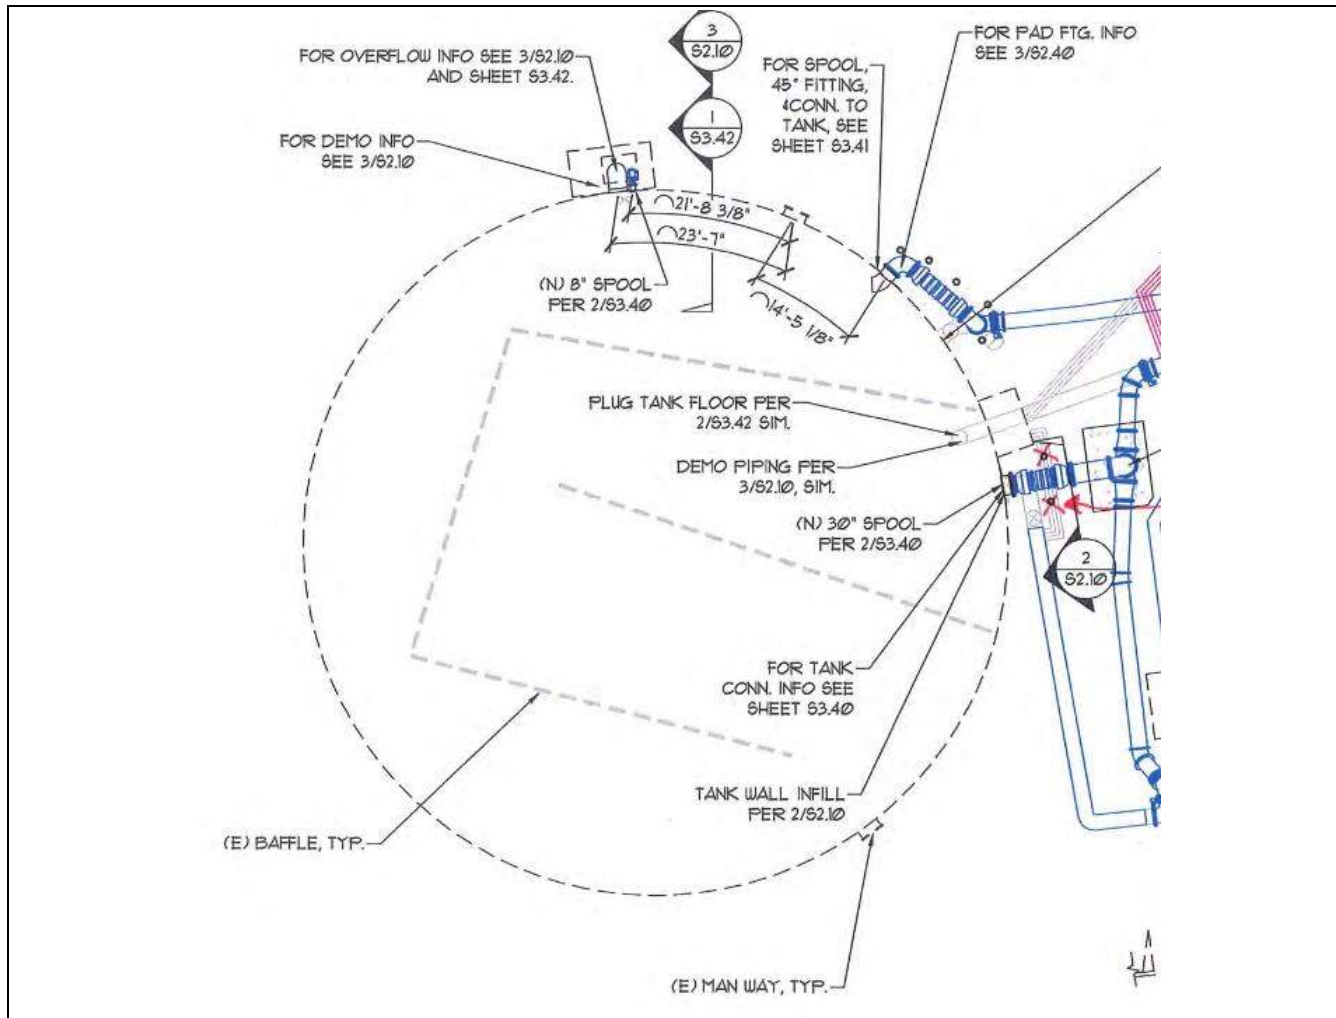 3
S2.10
FOR OVERFLOW INFO SEE 3/S2.10
AND SHEET S3.42.
FOR PAD FTG. INFO
SEE 3/S2.40
FOR SPOOL,
45° FITTING,
&CONN. TO
TANK, SEE
SHEET S3.41
1
S3.42
FOR DEMO INFO
SEE 3/S2.10
21'-8 3/8"
23'-7"
14'-5 1/8"
(N) 8" SPOOL
PER 2/S3.40
PLUG TANK FLOOR PER
2/S3.42 SIM.
DEMO PIPING PER
3/S2.10, SIM.
(N) 30" SPOOL
PER 2/S3.40
2
S2.10
FOR TANK
CONN. INFO SEE
SHEET S3.40
TANK WALL INFILL
PER 2/S2.10
(E) BAFFLE, TYP.
(E) MAN WAY, TYP.